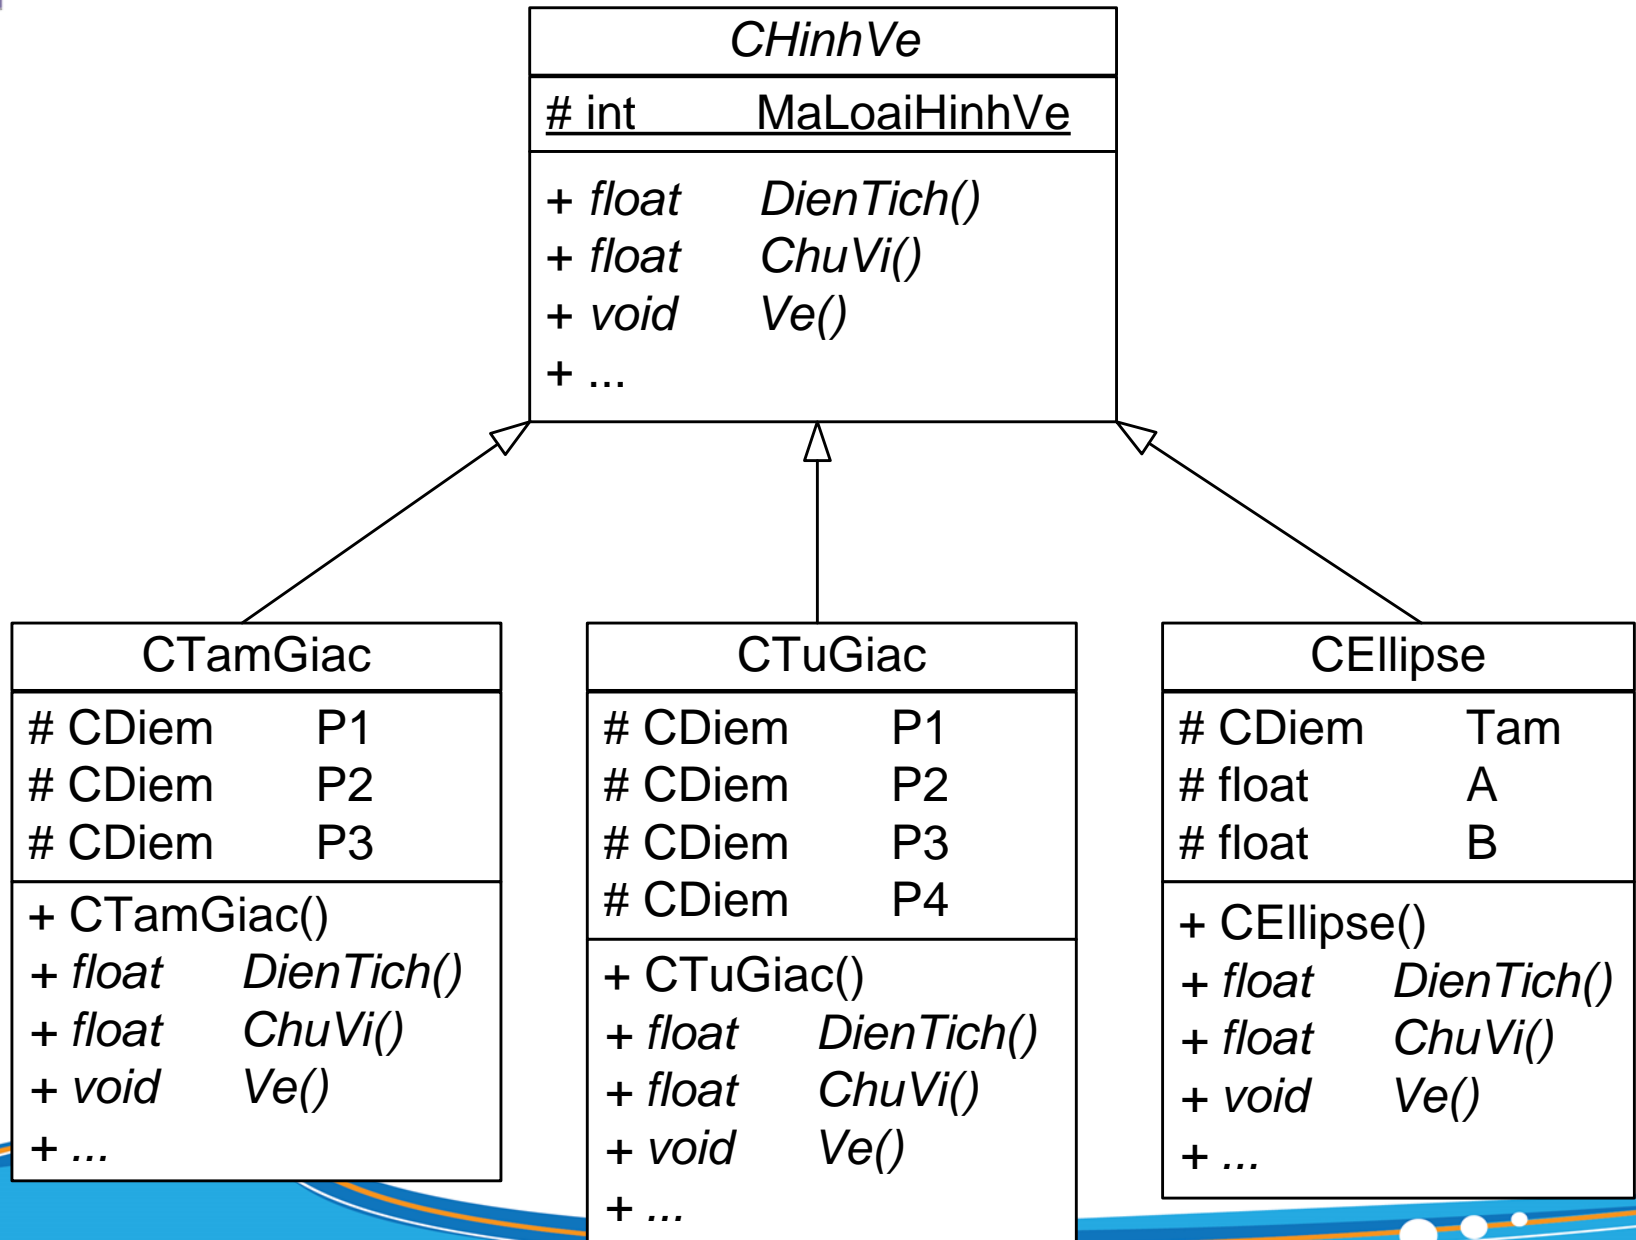 CHinhVe
# int MaLoaiHinhVe
+ float DienTich()
+ float ChuVi()
+ void Ve()
+ ...
CTamGiac
# CDiem P1
# CDiem P2
# CDiem P3
+ CTamGiac()
+ float DienTich()
+ float ChuVi()
+ void Ve()
+ ...
CTuGiac
# CDiem P1
# CDiem P2
# CDiem P3
# CDiem P4
+ CTuGiac()
+ float DienTich()
+ float ChuVi()
+ void Ve()
+ ...
CEllipse
# CDiem Tam
# float A
# float B
+ CEllipse()
+ float DienTich()
+ float ChuVi()
+ void Ve()
+ ...